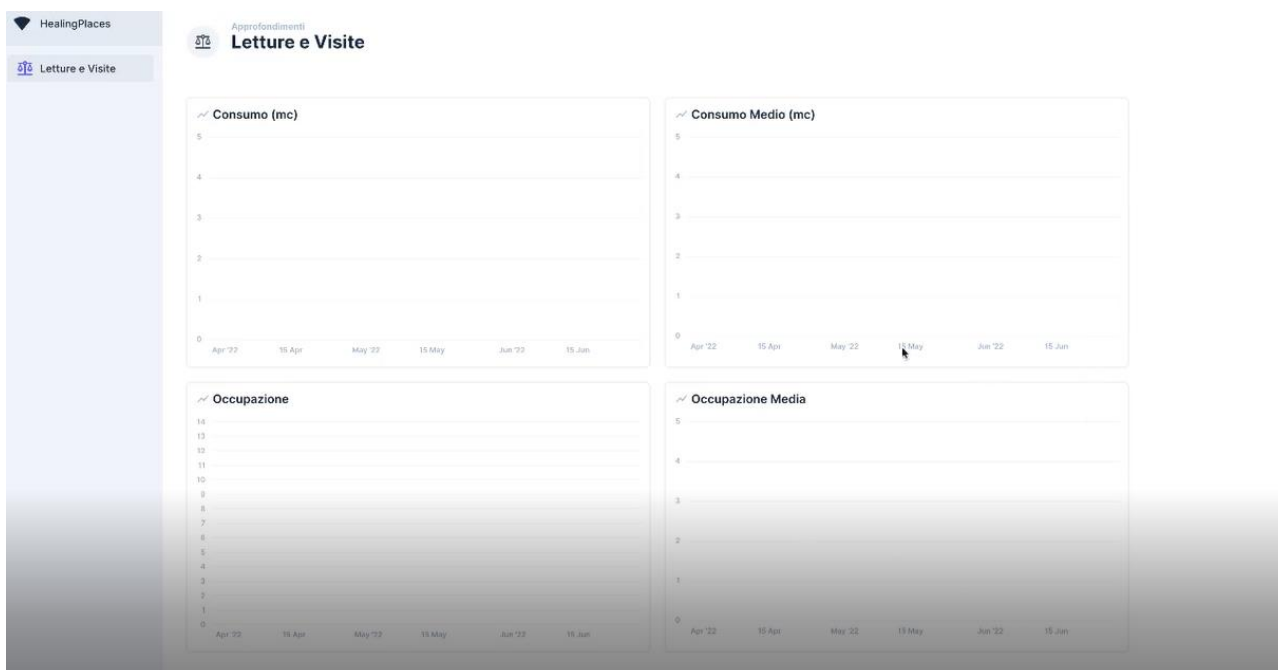 HealingPlaces
Letture e Visite
Approfondimenti
Letture e Visite
Consumo (mc)
5
4
3
2
1
0
Apr '22 15 Apr May '22 15 May Jun '22 15 Jun
Consumo Medio (mc)
5
4
3
2
1
0
Apr '22 15 Apr May '22 15 May Jun '22 15 Jun
Occupazione
14
13
12
11
10
9
8
7
6
5
4
3
2
1
0
Apr '22 15 Apr May '22 15 May Jun '22 15 Jun
Occupazione Media
5
4
3
2
1
0
Apr '22 15 Apr May '22 15 May Jun '22 15 Jun